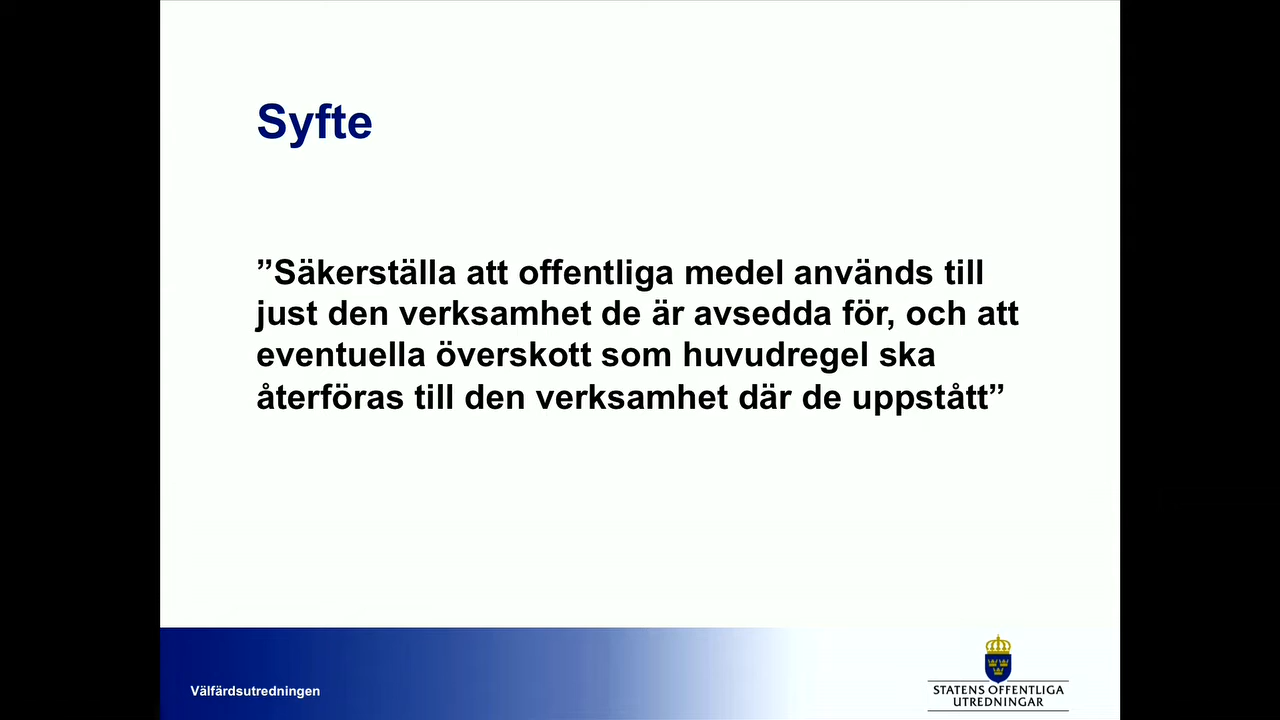 Syfte
”Säkerställa att offentliga medel används till
just den verksamhet de är avsedda för, och att
eventuella överskott som huvudregel ska
återföras till den verksamhet där de uppstått”
Välfärdsutredningen
STATENS OFFENTLIGA
UTREDNINGAR